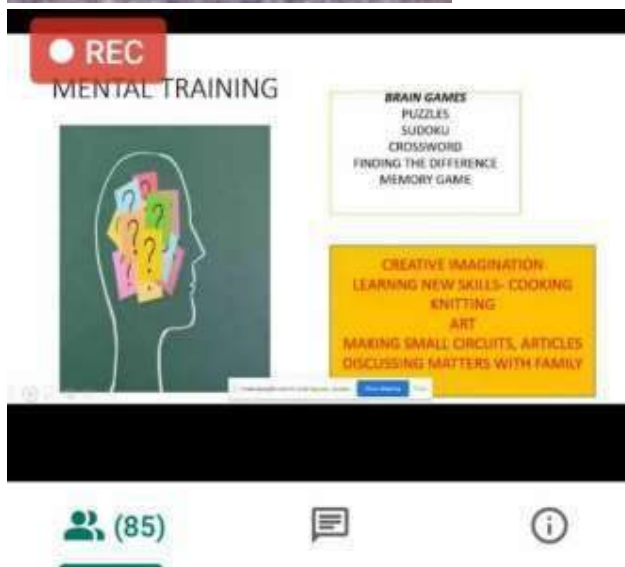 REC
MENTAL TRAINING
BRAIN GAMES
PUZZLES
SUDOKU
CROSSWORD
FINDING THE DIFFERENCE
MEMORY GAME
CREATIVE IMAGINATION
LEARNING NEW SKILLS- COOKING
KNITTING
ART
MAKING SMALL CIRCUITS, ARTICLES
DISCUSSING MATTERS WITH FAMILY
? ? ? ? ?
(85)